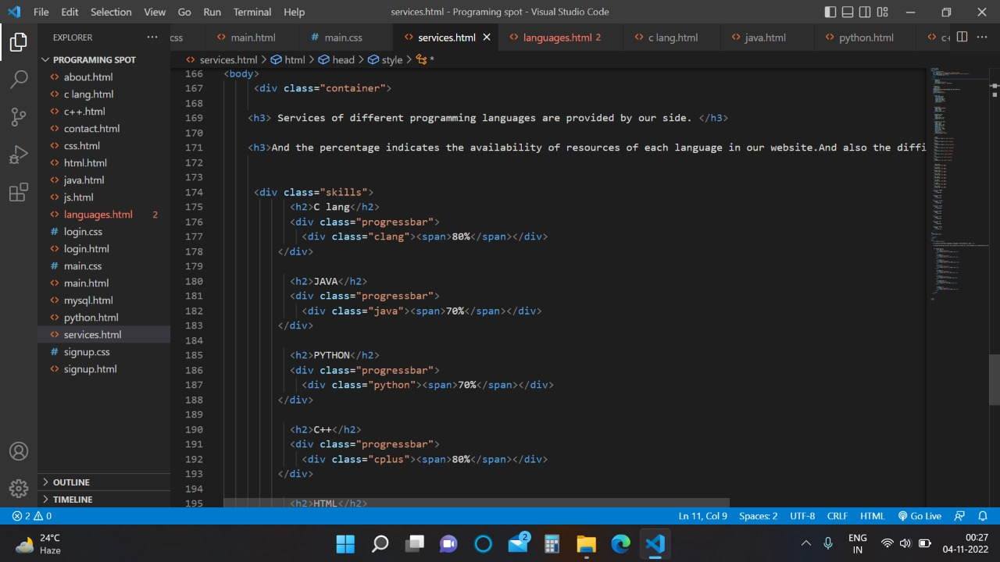 File Edit Selection View Go Run Terminal Help services.html - Programing spot - Visual Studio Code
EXPLORER ··· css main.html main.css services.html languages.html 2 c lang.html java.html python.html c+ ···
PROGRAMING SPOT
services.html > html > head > style > *
about.html
c lang.html
c++.html
contact.html
css.html
html.html
java.html
js.html
languages.html 2
login.css
login.html
main.css
main.html
mysql.html
python.html
services.html
signup.css
signup.html
OUTLINE
TIMELINE
166 <body>
167 <div class="container">
168
169 <h3> Services of different programming languages are provided by our side. </h3>
170
171 <h3>And the percentage indicates the availability of resources of each language in our website.And also the diffi
172
173
174 <div class="skills">
175 <h2>C lang</h2>
176 <div class="progressbar">
177 <div class="clang"><span>80%</span></div>
178 </div>
179
180 <h2>JAVA</h2>
181 <div class="progressbar">
182 <div class="java"><span>70%</span></div>
183 </div>
184
185 <h2>PYTHON</h2>
186 <div class="progressbar">
187 <div class="python"><span>70%</span></div>
188 </div>
189
190 <h2>C++</h2>
191 <div class="progressbar">
192 <div class="cplus"><span>80%</span></div>
193 </div>
194
195 <h2>HTML</h2>
2 0 Ln 11, Col 9 Spaces: 2 UTF-8 CRLF HTML Go Live
24°C
Haze
2
ENG
IN
00:27
04-11-2022